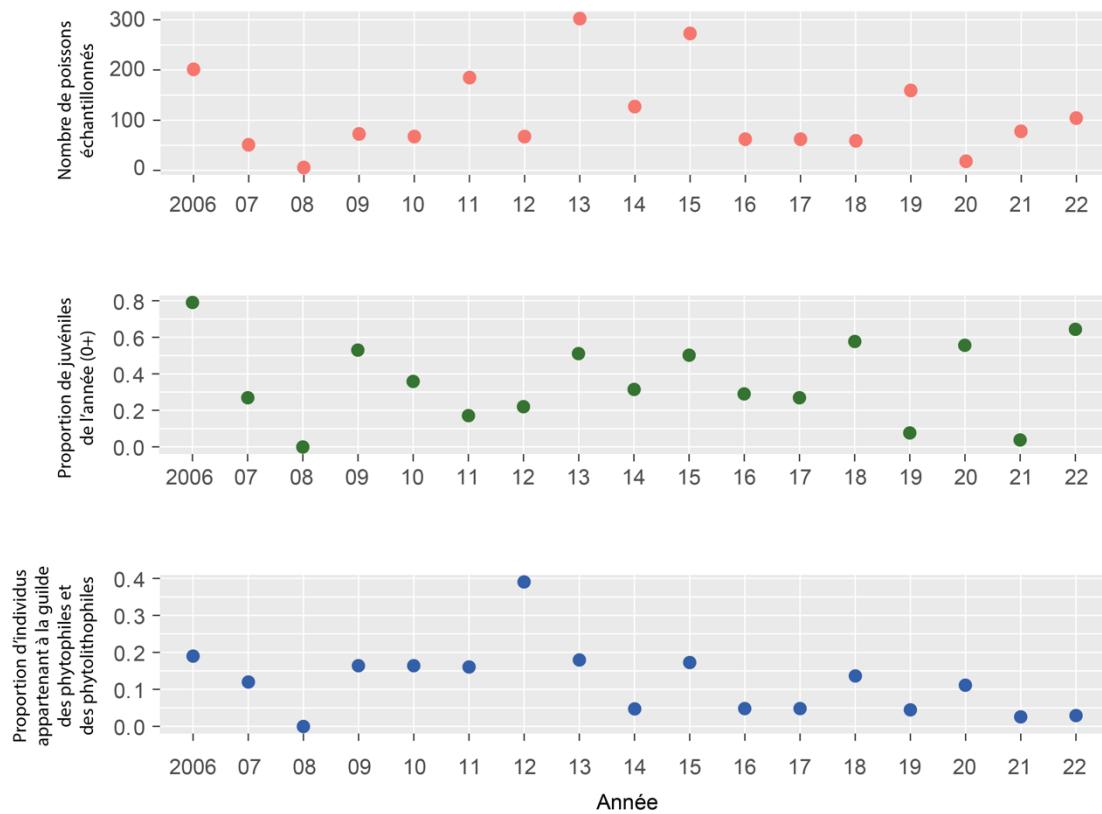 Nombre de poissons
échantillonnés
300
200
100
0
2006 07 08 09 10 11 12 13 14 15 16 17 18 19 20 21 22
Proportion de juvéniles
de l'année (0+)
0.8
0.6
0.4
0.2
0.0
2006 07 08 09 10 11 12 13 14 15 16 17 18 19 20 21 22
Proportion d'individus
appartenant à la guilde
des phytophiles et
des phytolithophiles
0.4
0.3
0.2
0.1
0.0
2006 07 08 09 10 11 12 13 14 15 16 17 18 19 20 21 22
Année